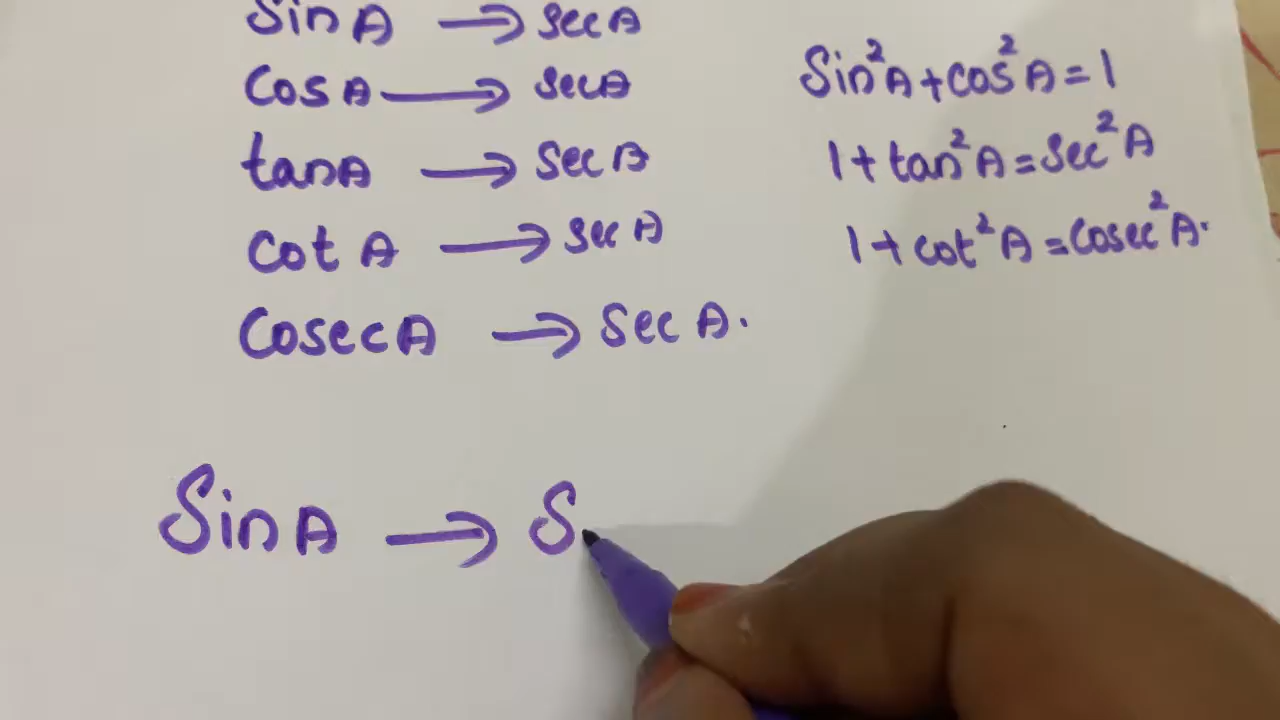 Sin A → sec A
Cos A → sec A
tan A → sec A
cot A → sec A
Cosec A → sec A.
Sin²A + cos²A = 1
1 + tan²A = sec²A
1 + cot²A = cosec²A.
Sin A → S